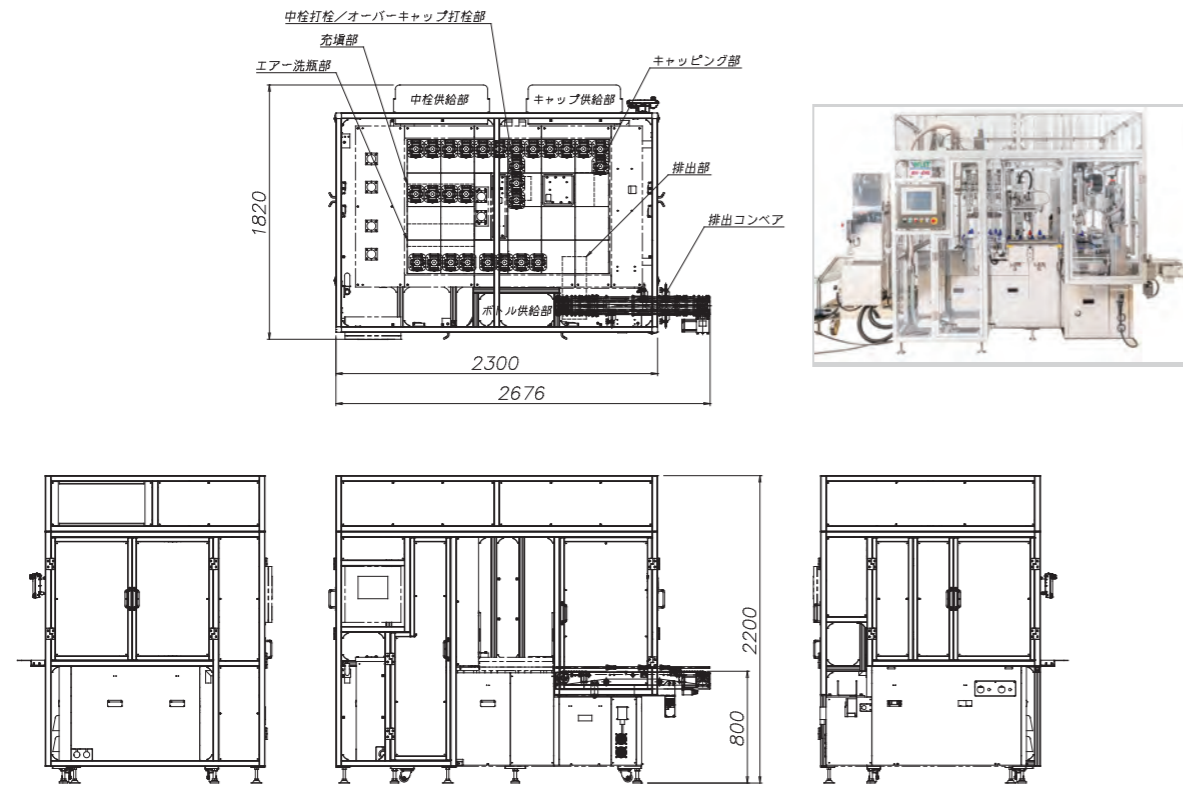 中栓打栓／オーバーキャップ打栓部
充填部
エアー洗瓶部
キャッピング部
中栓供給部
キャップ供給部
排出部
排出コンベア
ボトル供給部
1820
2300
2676
2200
800